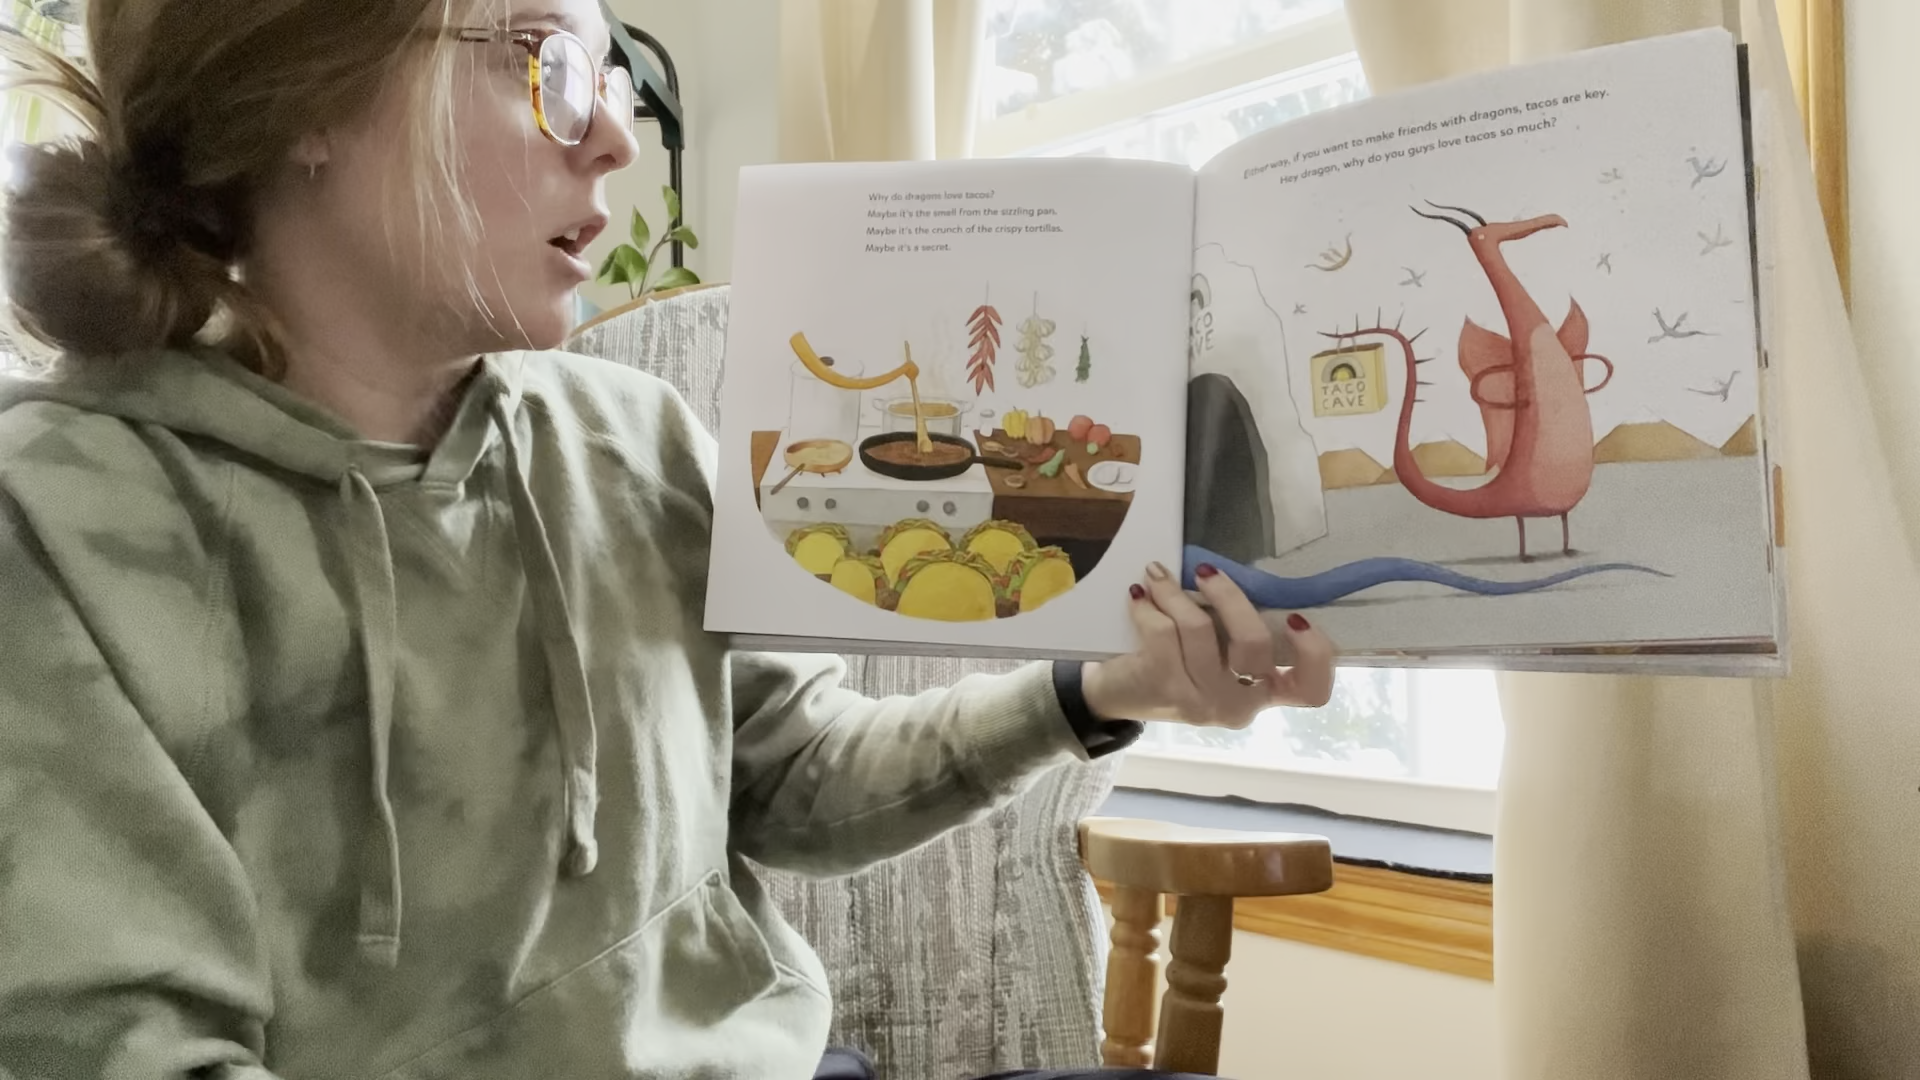 Why do dragons love tacos?
Maybe it's the smell from the sizzling pan.
Maybe it's the crunch of the crispy tortillas.
Maybe it's a secret.
Either way, if you want to make friends with dragons, tacos are key.
Hey dragon, why do you guys love tacos so much?
TACO
CAVE